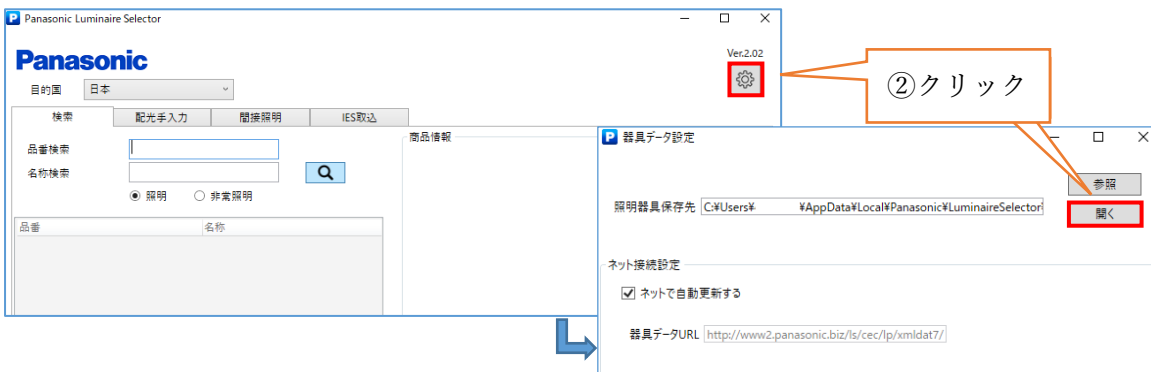 Panasonic Luminaire Selector
Panasonic
Ver.2.02
目的国 日本
検索 配光手入力 間接照明 IES取込
品番検索
名称検索
照明 非常照明
品番 名称
商品情報
②クリック
器具データ設定
参照
照明器具保存先 C:¥Users¥ ¥AppData¥Local¥Panasonic¥LuminaireSelector¥
開く
ネット接続設定
ネットで自動更新する
器具データURL http://www2.panasonic.biz/ls/cec/lp/xmldat7/